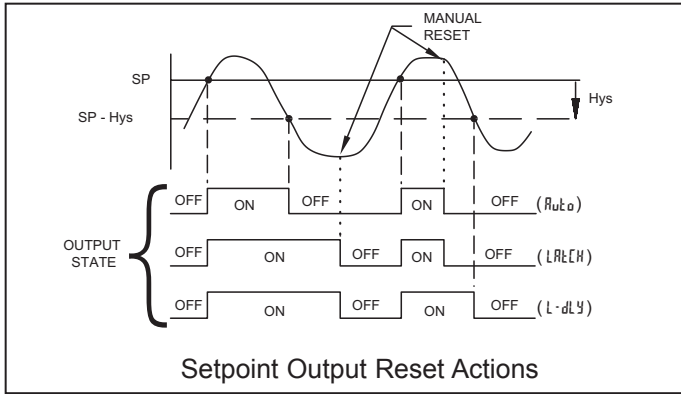 MANUAL
RESET
SP
SP - Hys
Hys
OFF ON OFF ON OFF (Auto)
OUTPUT
STATE
OFF ON OFF ON OFF (LAtCH)
OFF ON OFF ON OFF (L-dLY)
Setpoint Output Reset Actions